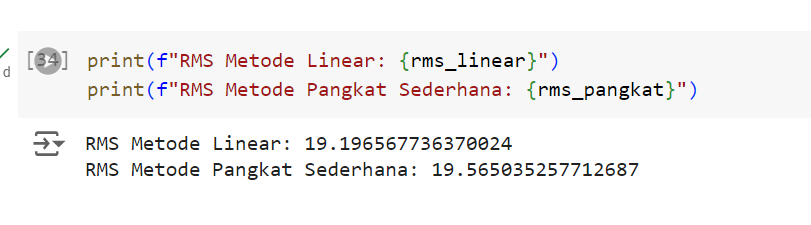 [34] print(f"RMS Metode Linear: {rms_linear}")
d print(f"RMS Metode Pangkat Sederhana: {rms_pangkat}")
RMS Metode Linear: 19.196567736370024
RMS Metode Pangkat Sederhana: 19.565035257712687